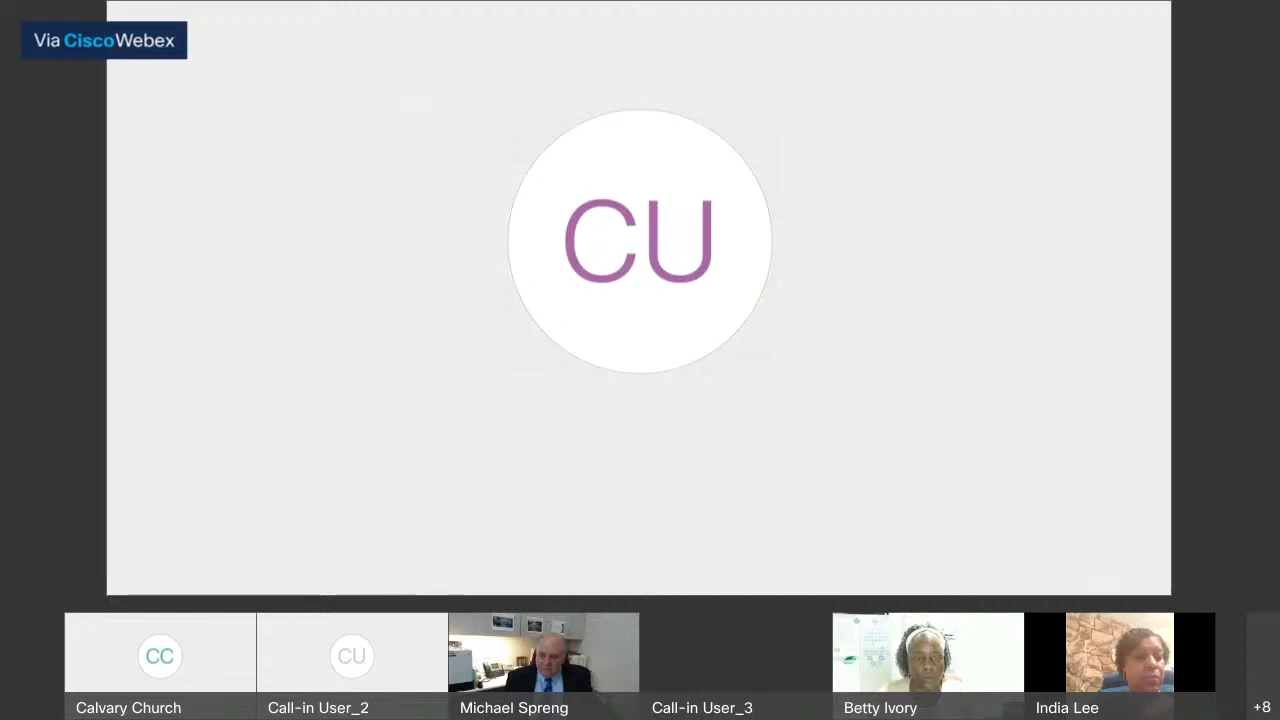 Via CiscoWebex
CU
CC
CU
Calvary Church
Call-in User_2
Michael Spreng
Call-in User_3
Betty Ivory
India Lee
+8